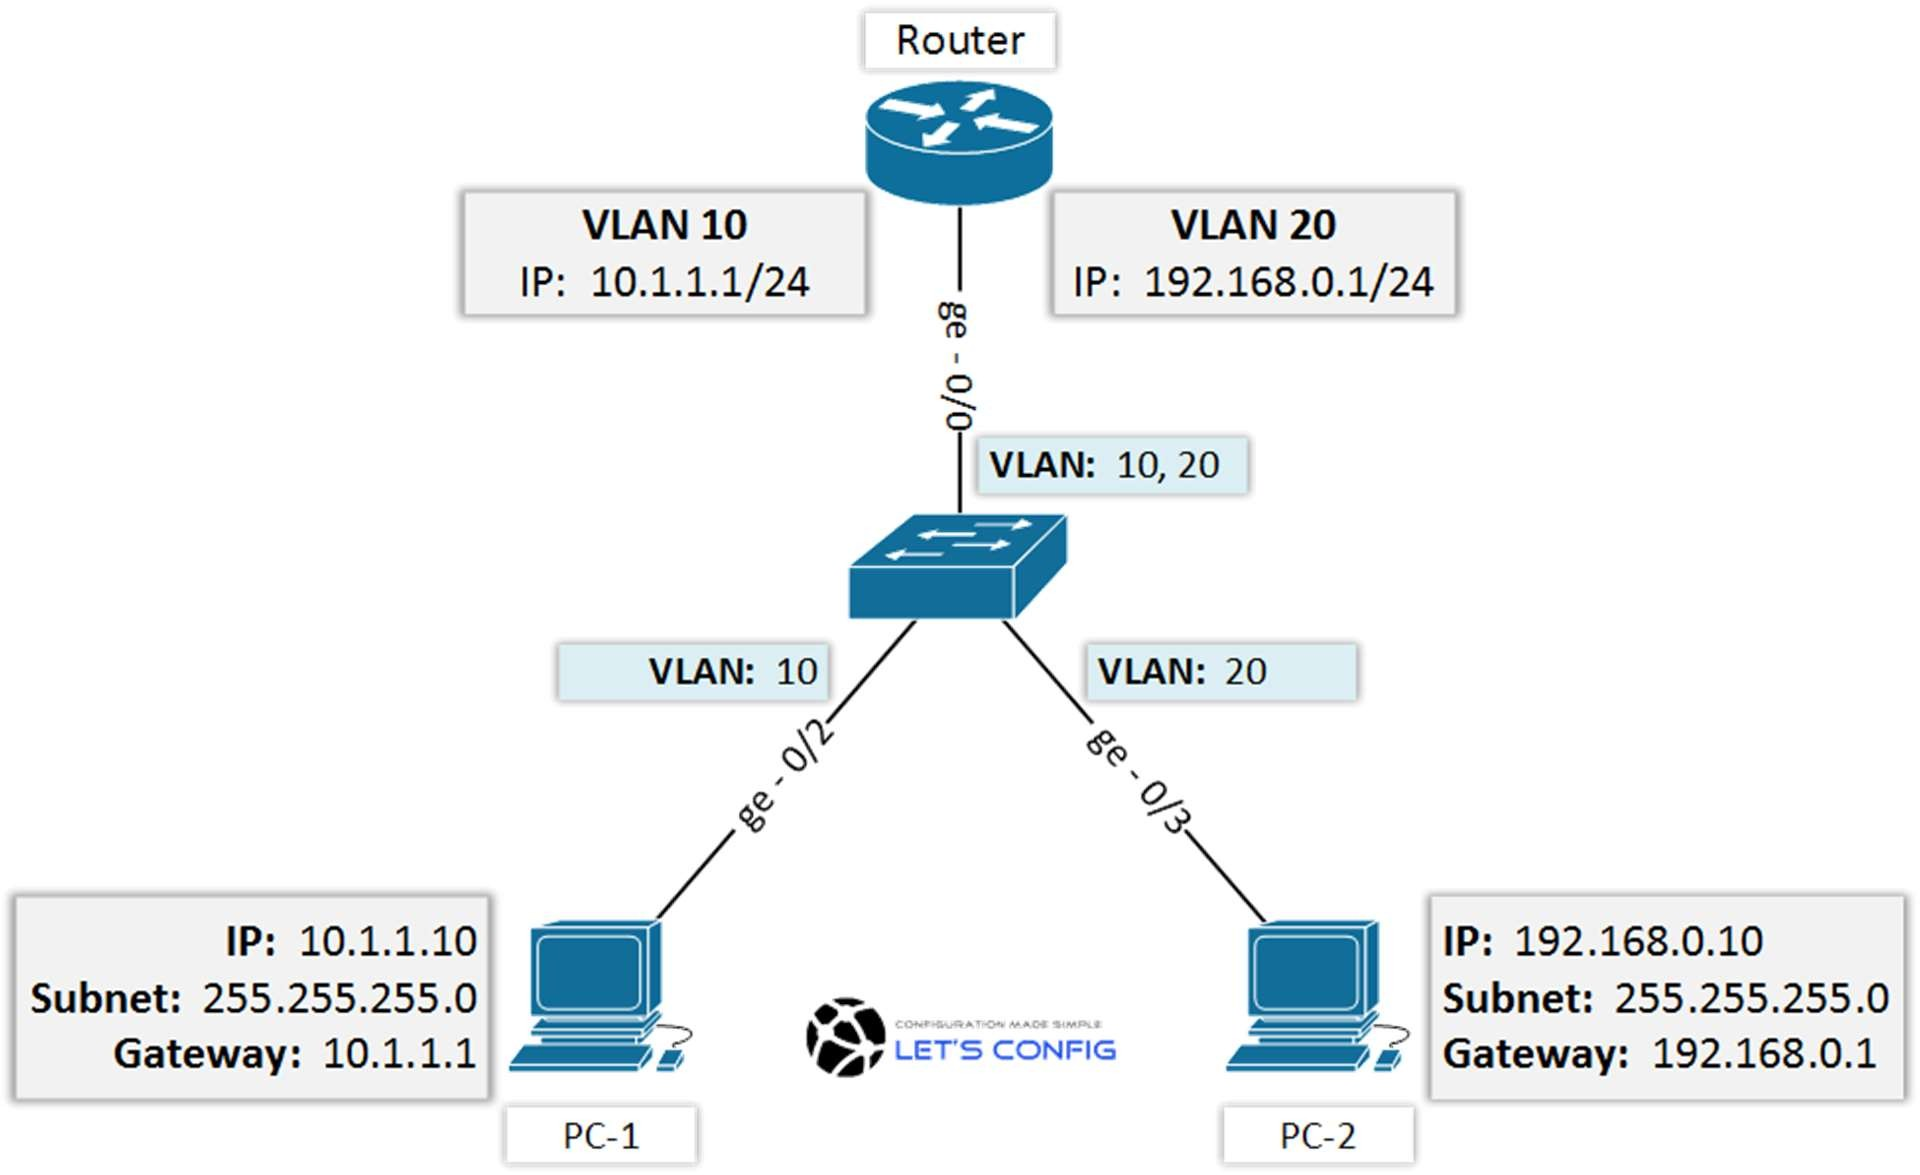 Router
VLAN 10
IP: 10.1.1.1/24
VLAN 20
IP: 192.168.0.1/24
ge - 0/0
VLAN: 10, 20
VLAN: 10
VLAN: 20
ge - 0/2
ge - 0/3
IP: 10.1.1.10
Subnet: 255.255.255.0
Gateway: 10.1.1.1
IP: 192.168.0.10
Subnet: 255.255.255.0
Gateway: 192.168.0.1
CONFIGURATION MADE SIMPLE
LET'S CONFIG
PC-1
PC-2